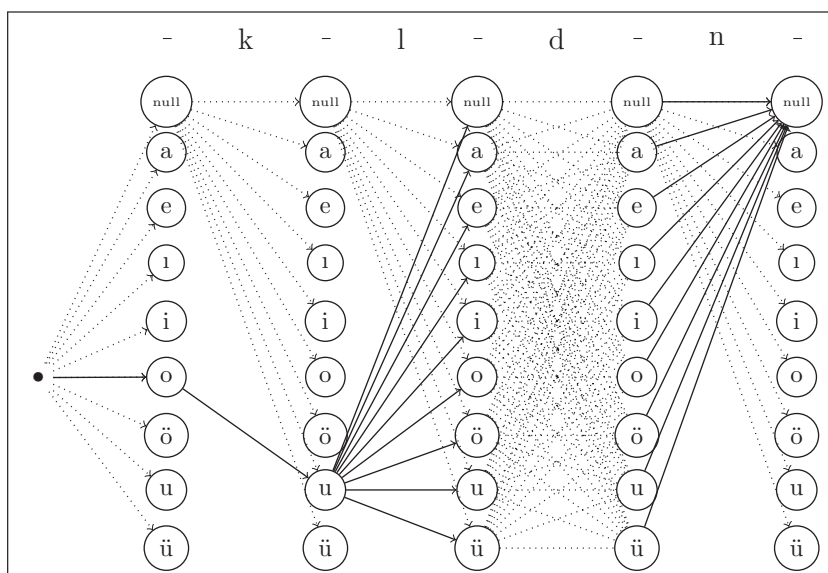 - k - l - d - n -
null null null null null
a a a a a
e e e e e
ı ı ı ı ı
i i i i i
o o o o o
ö ö ö ö ö
u u u u u
ü ü ü ü ü